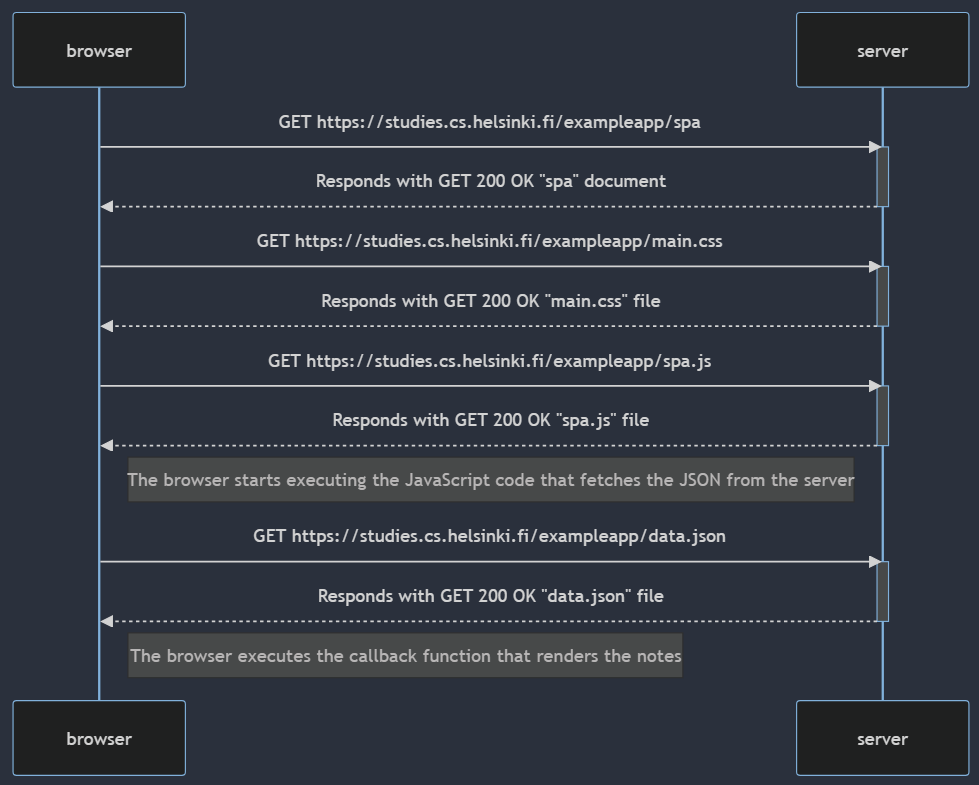 browser
server
GET https://studies.cs.helsinki.fi/exampleapp/spa
Responds with GET 200 OK "spa" document
GET https://studies.cs.helsinki.fi/exampleapp/main.css
Responds with GET 200 OK "main.css" file
GET https://studies.cs.helsinki.fi/exampleapp/spa.js
Responds with GET 200 OK "spa.js" file
The browser starts executing the JavaScript code that fetches the JSON from the server
GET https://studies.cs.helsinki.fi/exampleapp/data.json
Responds with GET 200 OK "data.json" file
The browser executes the callback function that renders the notes
browser
server